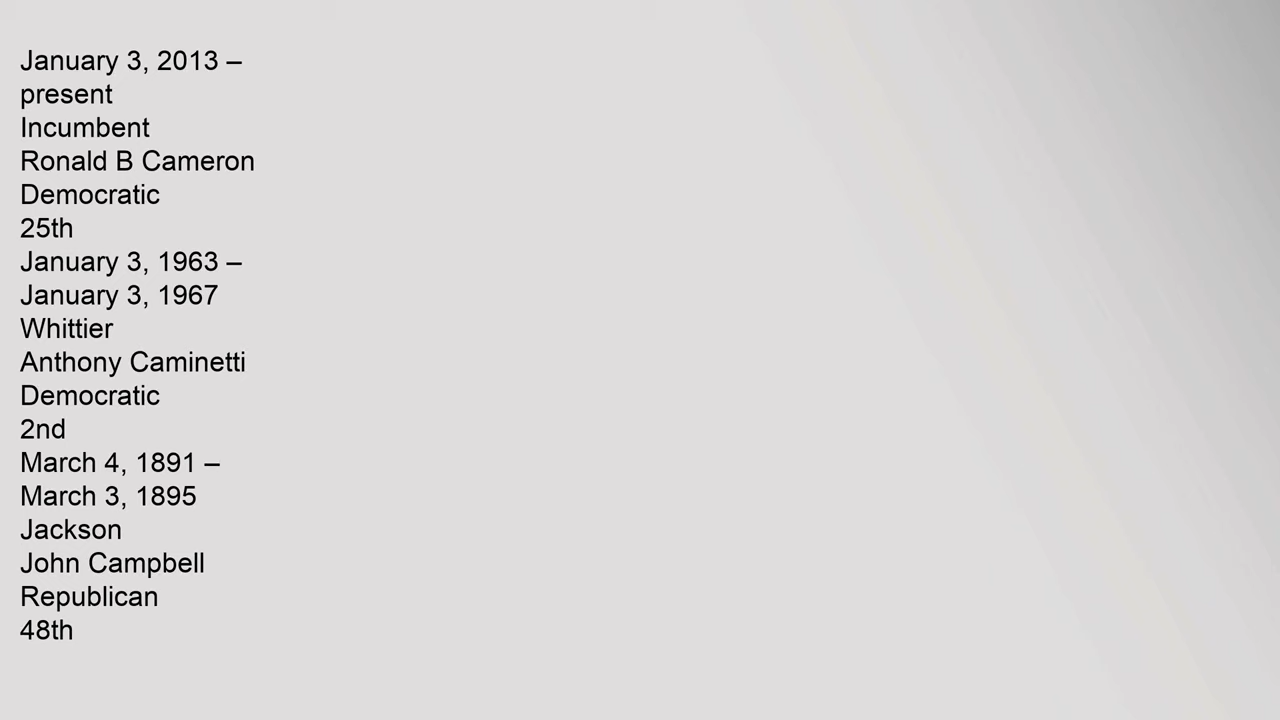 January 3, 2013 –
present
Incumbent
Ronald B Cameron
Democratic
25th
January 3, 1963 –
January 3, 1967
Whittier
Anthony Caminetti
Democratic
2nd
March 4, 1891 –
March 3, 1895
Jackson
John Campbell
Republican
48th